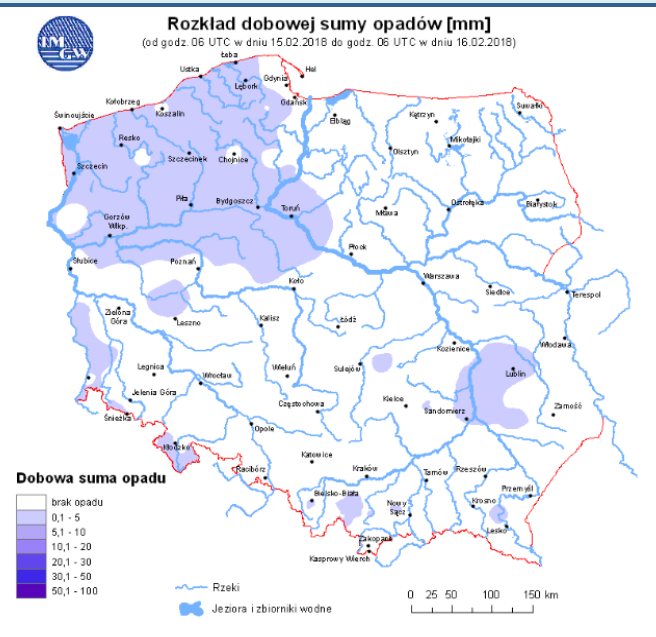 IM
GW
Rozkład dobowej sumy opadów [mm]
(od godz. 06 UTC w dniu 15.02.2018 do godz. 06 UTC w dniu 16.02.2018)
Łeba
Ustka
Hel
Gdynia
Lębork
Gdańsk
Kołobrzeg
Koszalin
Świnoujście
Elbląg
Kętrzyn
Suwałki
Resko
Mikołajki
Szczecin
Szczecinek
Chojnice
Olsztyn
Piła
Bydgoszcz
Toruń
Mława
Ostrołęka
Białystok
Gorzów
Wlkp.
Płock
Słubice
Poznań
Koło
Warszawa
Siedlce
Terespol
Zielona
Góra
Leszno
Kalisz
Łódź
Kozienice
Włodawa
Legnica
Wrocław
Wieluń
Sulejów
Lublin
Jelenia Góra
Częstochowa
Kielce
Sandomierz
Zamość
Śnieżka
Opole
Kłodzko
Katowice
Racibórz
Kraków
Tarnów
Rzeszów
Przemyśl
Bielsko-Biała
Nowy
Sącz
Krosno
Lesko
Zakopane
Kasprowy Wierch
Dobowa suma opadu
brak opadu
0,1 - 5
5,1 - 10
10,1 - 20
20,1 - 30
30,1 - 50
50,1 - 100
Rzeki
Jeziora i zbiorniki wodne
0 25 50 100 150 km